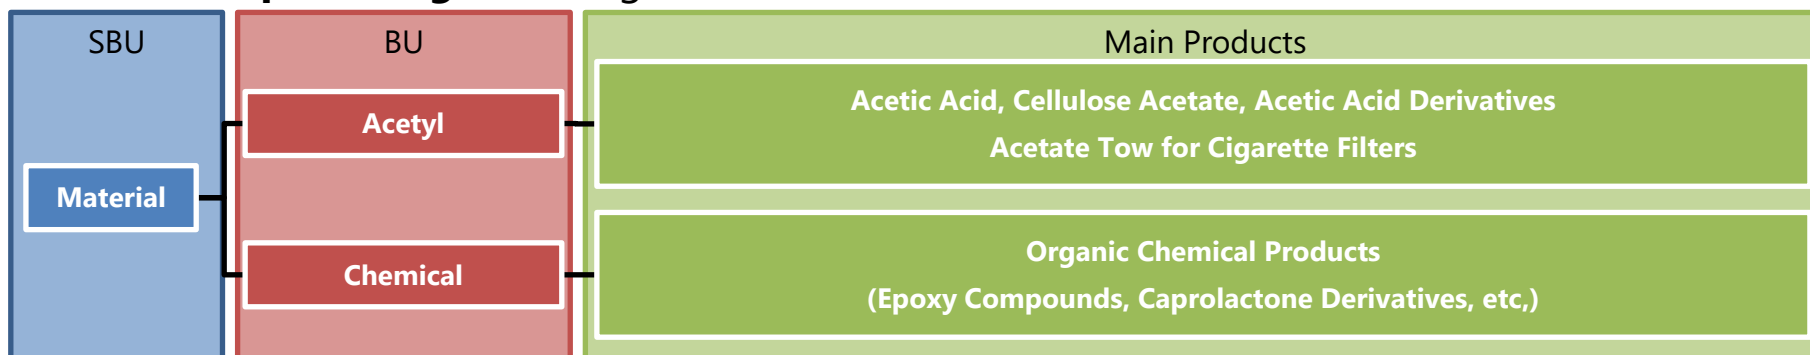 SBU
BU
Main Products
Material
Acetyl
Acetic Acid, Cellulose Acetate, Acetic Acid Derivatives
Acetate Tow for Cigarette Filters
Chemical
Organic Chemical Products
(Epoxy Compounds, Caprolactone Derivatives, etc,)